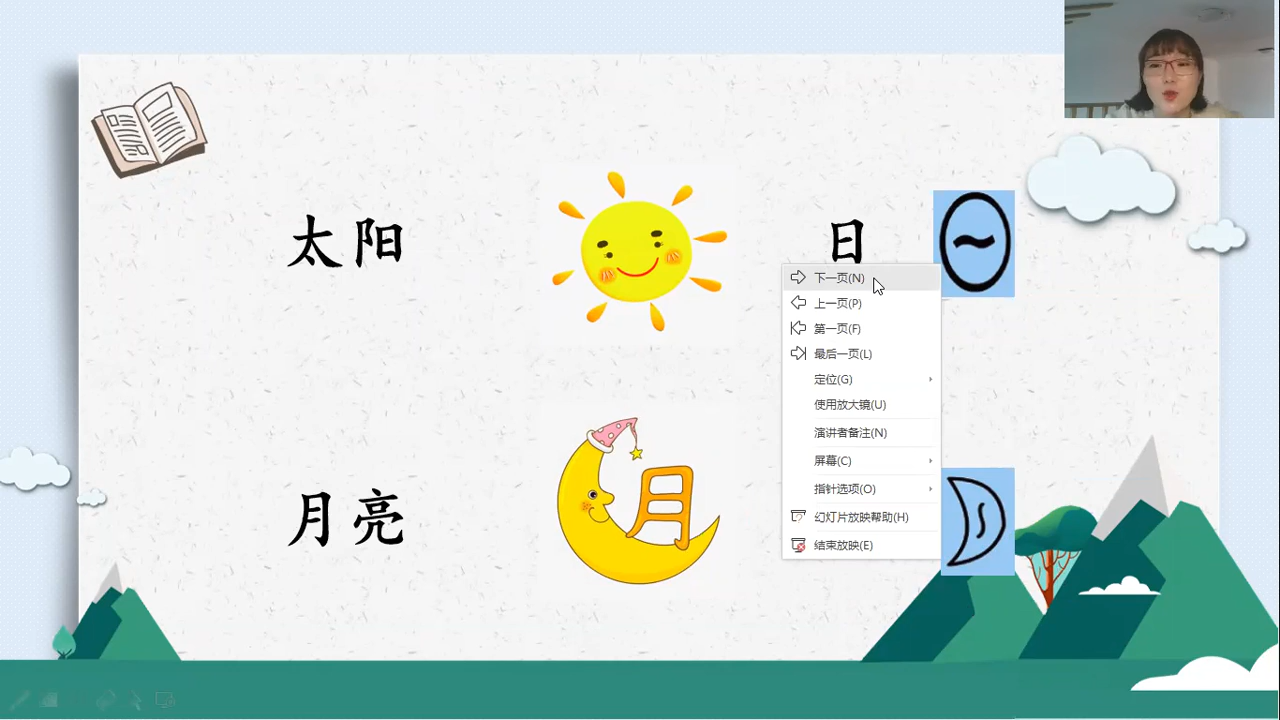 太阳
日
下一页(N)
上一页(P)
第一页(F)
最后一页(L)
定位(G)
使用放大镜(U)
演讲者备注(N)
屏幕(C)
指针选项(O)
幻灯片放映帮助(H)
结束放映(E)
月亮
月